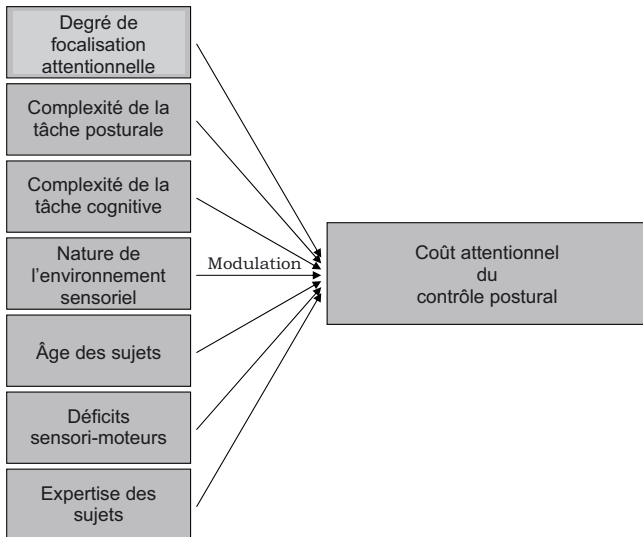 Degré de
focalisation
attentionnelle
Complexité de la
tâche posturale
Complexité de la
tâche cognitive
Nature de
l'environnement
sensoriel
Modulation
Coût attentionnel
du
contrôle postural
Âge des sujets
Déficits
sensori-moteurs
Expertise des
sujets